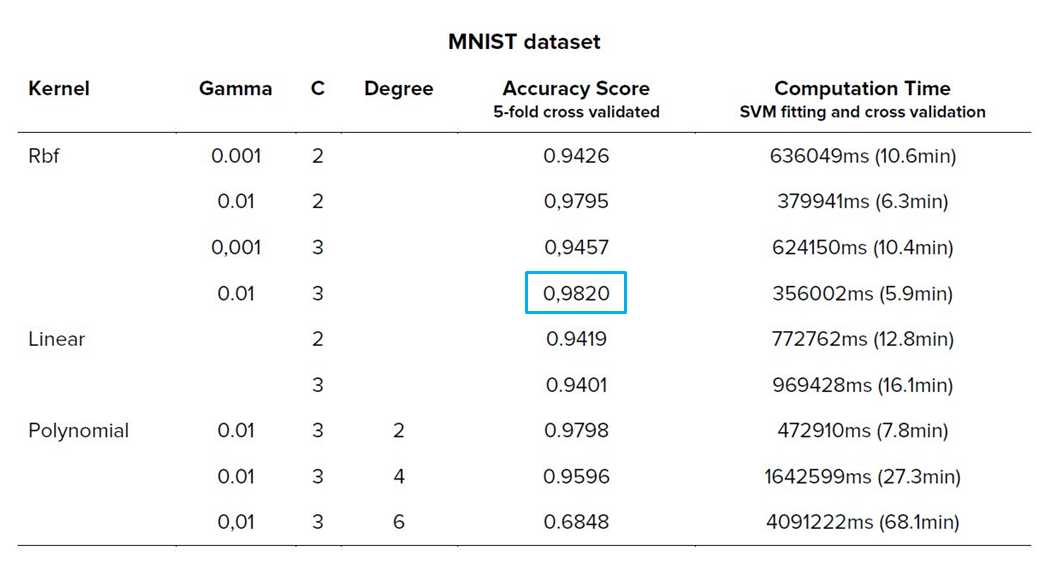 MNIST dataset
Kernel Gamma C Degree Accuracy Score Computation Time
5-fold cross validated SVM fitting and cross validation
Rbf 0.001 2 0.9426 636049ms (10.6min)
0.01 2 0,9795 379941ms (6.3min)
0,001 3 0,9457 624150ms (10.4min)
0.01 3 0,9820 356002ms (5.9min)
Linear 2 0.9419 772762ms (12.8min)
3 0.9401 969428ms (16.1min)
Polynomial 0.01 3 2 0.9798 472910ms (7.8min)
0.01 3 4 0.9596 1642599ms (27.3min)
0,01 3 6 0.6848 4091222ms (68.1min)